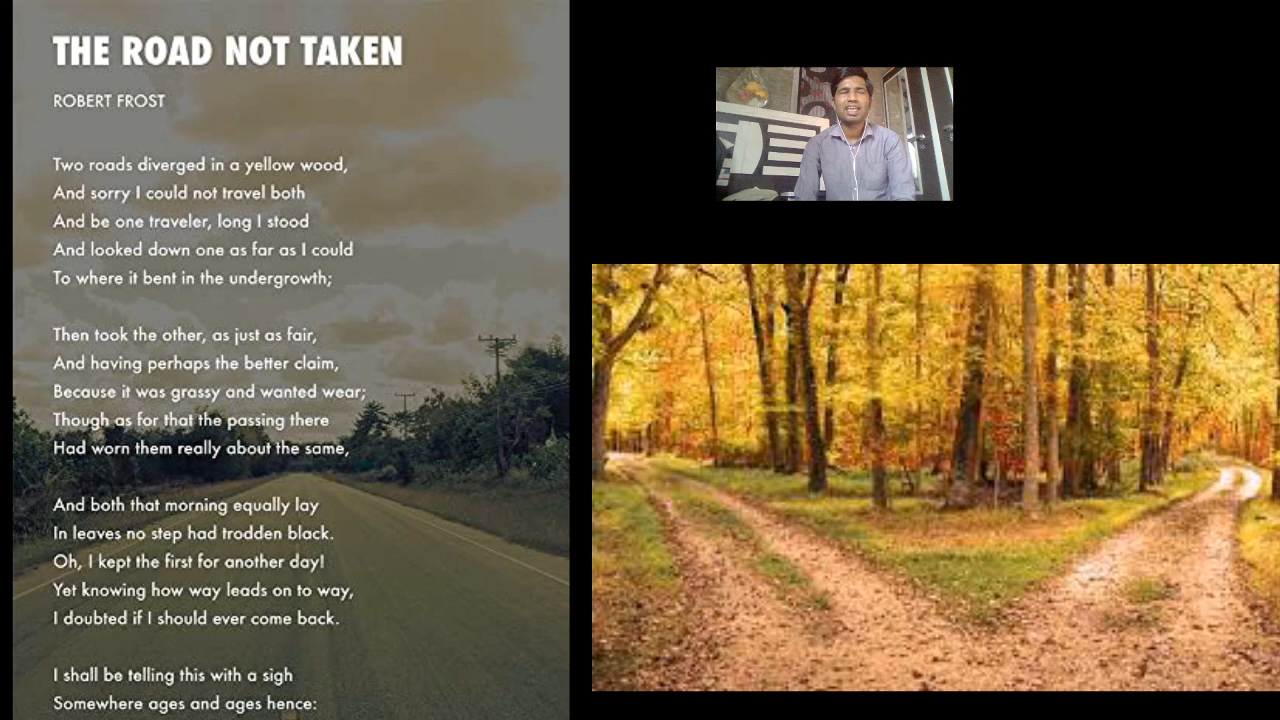 THE ROAD NOT TAKEN
ROBERT FROST
Two roads diverged in a yellow wood,
And sorry I could not travel both
And be one traveler, long I stood
And looked down one as far as I could
To where it bent in the undergrowth;
Then took the other, as just as fair,
And having perhaps the better claim,
Because it was grassy and wanted wear;
Though as for that the passing there
Had worn them really about the same,
And both that morning equally lay
In leaves no step had trodden black.
Oh, I kept the first for another day!
Yet knowing how way leads on to way,
I doubted if I should ever come back.
I shall be telling this with a sigh
Somewhere ages and ages hence: